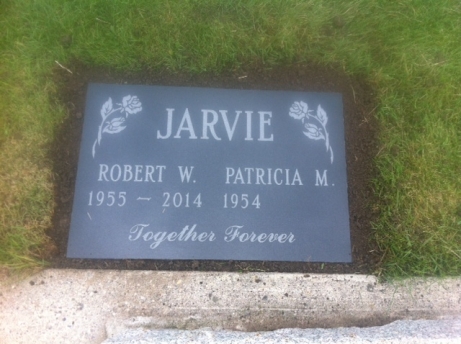 JARVIE
ROBERT W. PATRICIA M.
1955 ~ 2014 1954
Together Forever